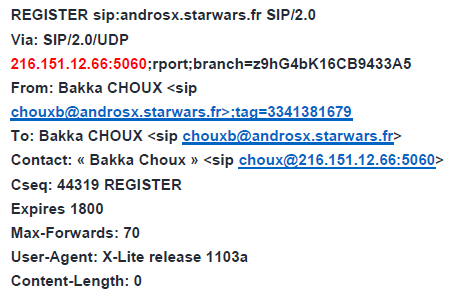 REGISTER sip:androsx.starwars.fr SIP/2.0
Via: SIP/2.0/UDP
216.151.12.66:5060;rport;branch=z9hG4bK16CB9433A5
From: Bakka CHOUX <sip
chouxb@androsx.starwars.fr>;tag=3341381679
To: Bakka CHOUX <sip chouxb@androsx.starwars.fr>
Contact: « Bakka Choux » <sip choux@216.151.12.66:5060>
Cseq: 44319 REGISTER
Expires 1800
Max-Forwards: 70
User-Agent: X-Lite release 1103a
Content-Length: 0